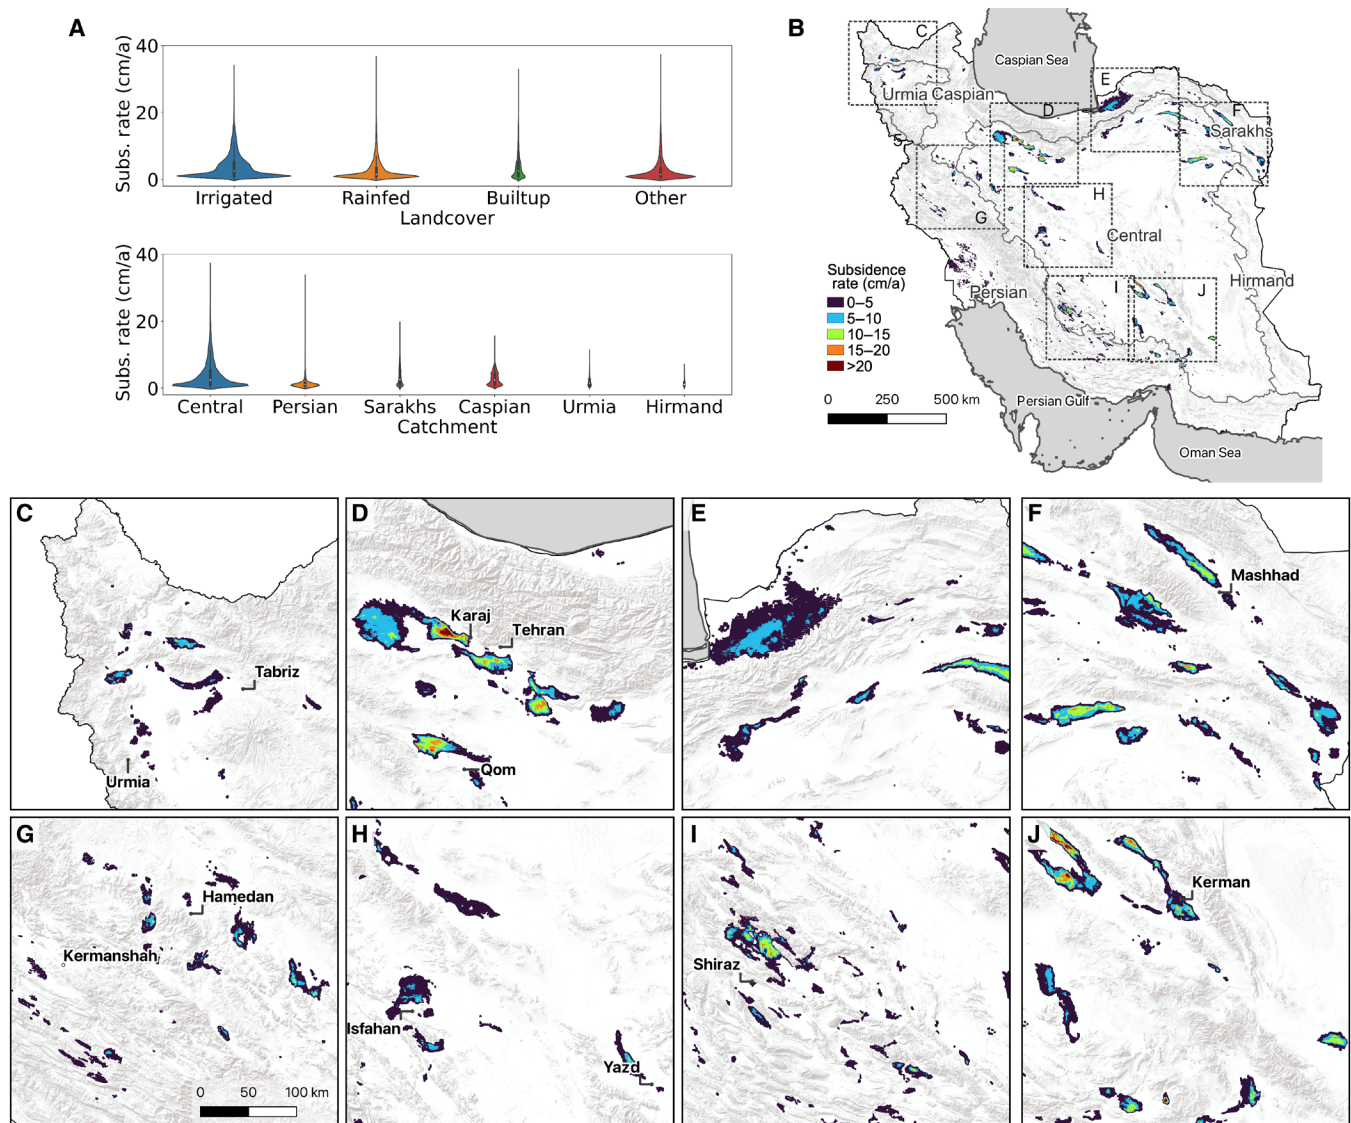 A
Subs. rate (cm/a)
40
20
0
Irrigated Rainfed Builtup Other
Landcover
Subs. rate (cm/a)
40
20
0
Central Persian Sarakhs Caspian Urmia Hirmand
Catchment
B
Caspian Sea
C
E
Urmia Caspian
D
F
Sarakhs
G
H
Central
Hirmand
Persian
I
J
Subsidence
rate (cm/a)
0–5
5–10
10–15
15–20
>20
0 250 500 km
Persian Gulf
Oman Sea
C
Tabriz
Urmia
D
Karaj
Tehran
Qom
E
F
Mashhad
G
Hamedan
Kermanshah
0 50 100 km
H
Isfahan
Yazd
I
Shiraz
J
Kerman